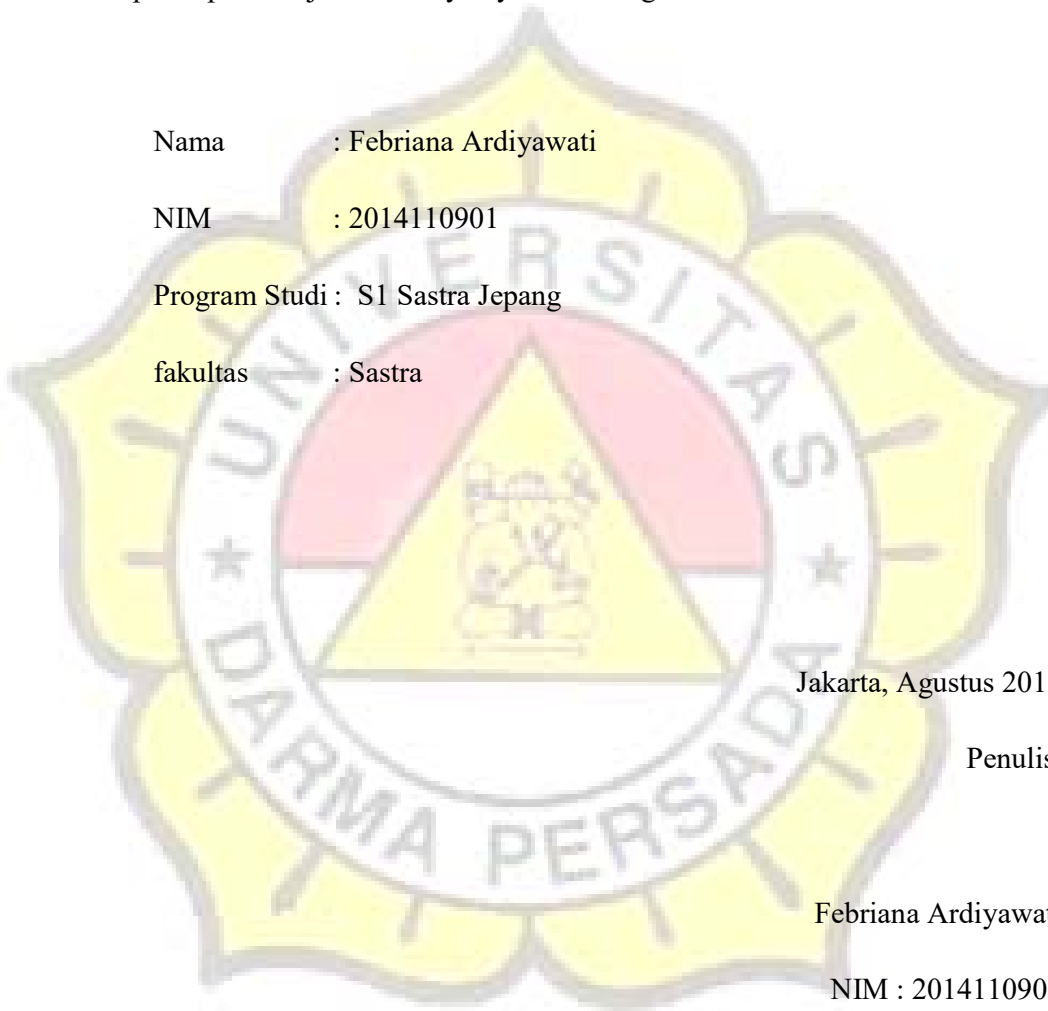 Nama : Febriana Ardiyawati
NIM : 2014110901
Program Studi : S1 Sastra Jepang
fakultas : Sastra
UNIVERSITAS
★ DARMA PERSADA ★
Jakarta, Agustus 201
Penulis
Febriana Ardiyawat
NIM : 201411090